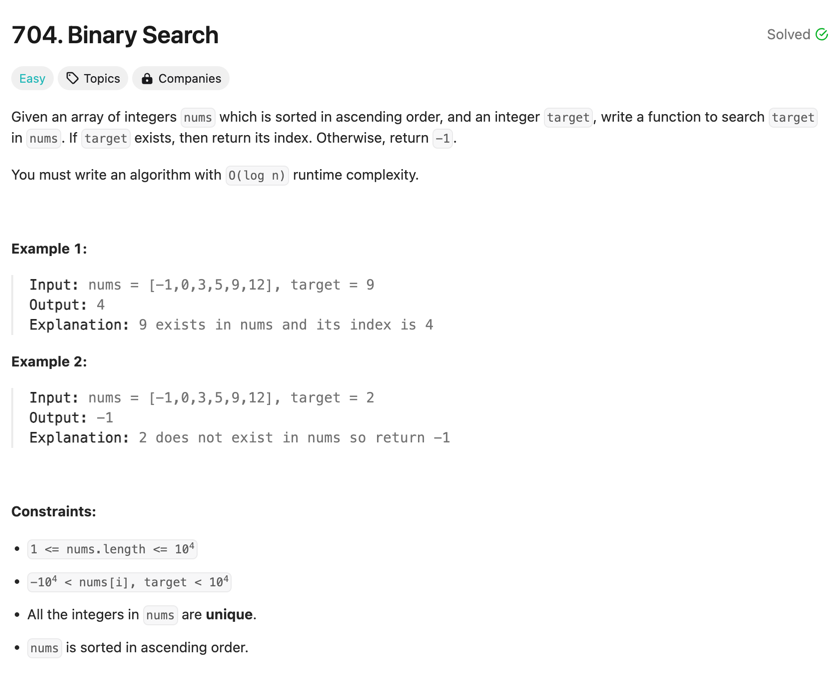 704. Binary Search
Solved
Easy Topics Companies
Given an array of integers nums which is sorted in ascending order, and an integer target, write a function to search target
in nums. If target exists, then return its index. Otherwise, return -1.
You must write an algorithm with O(log n) runtime complexity.
Example 1:
Input: nums = [-1,0,3,5,9,12], target = 9
Output: 4
Explanation: 9 exists in nums and its index is 4
Example 2:
Input: nums = [-1,0,3,5,9,12], target = 2
Output: -1
Explanation: 2 does not exist in nums so return -1
Constraints:
• 1 <= nums.length <= 10⁴
• -10⁴ < nums[i], target < 10⁴
• All the integers in nums are unique.
• nums is sorted in ascending order.